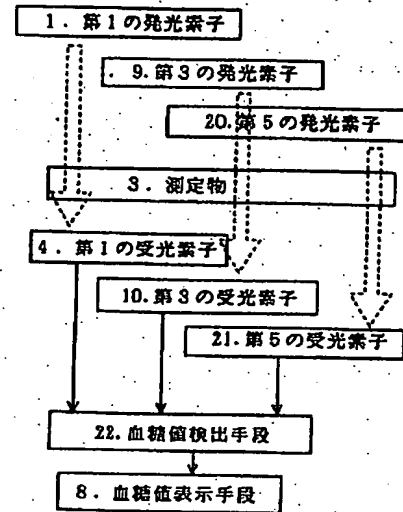 1.第1の発光素子
9.第3の発光素子
20.第5の発光素子
3.測定物
4.第1の受光素子
10.第3の受光素子
21.第5の受光素子
22.血糖値検出手段
8.血糖値表示手段